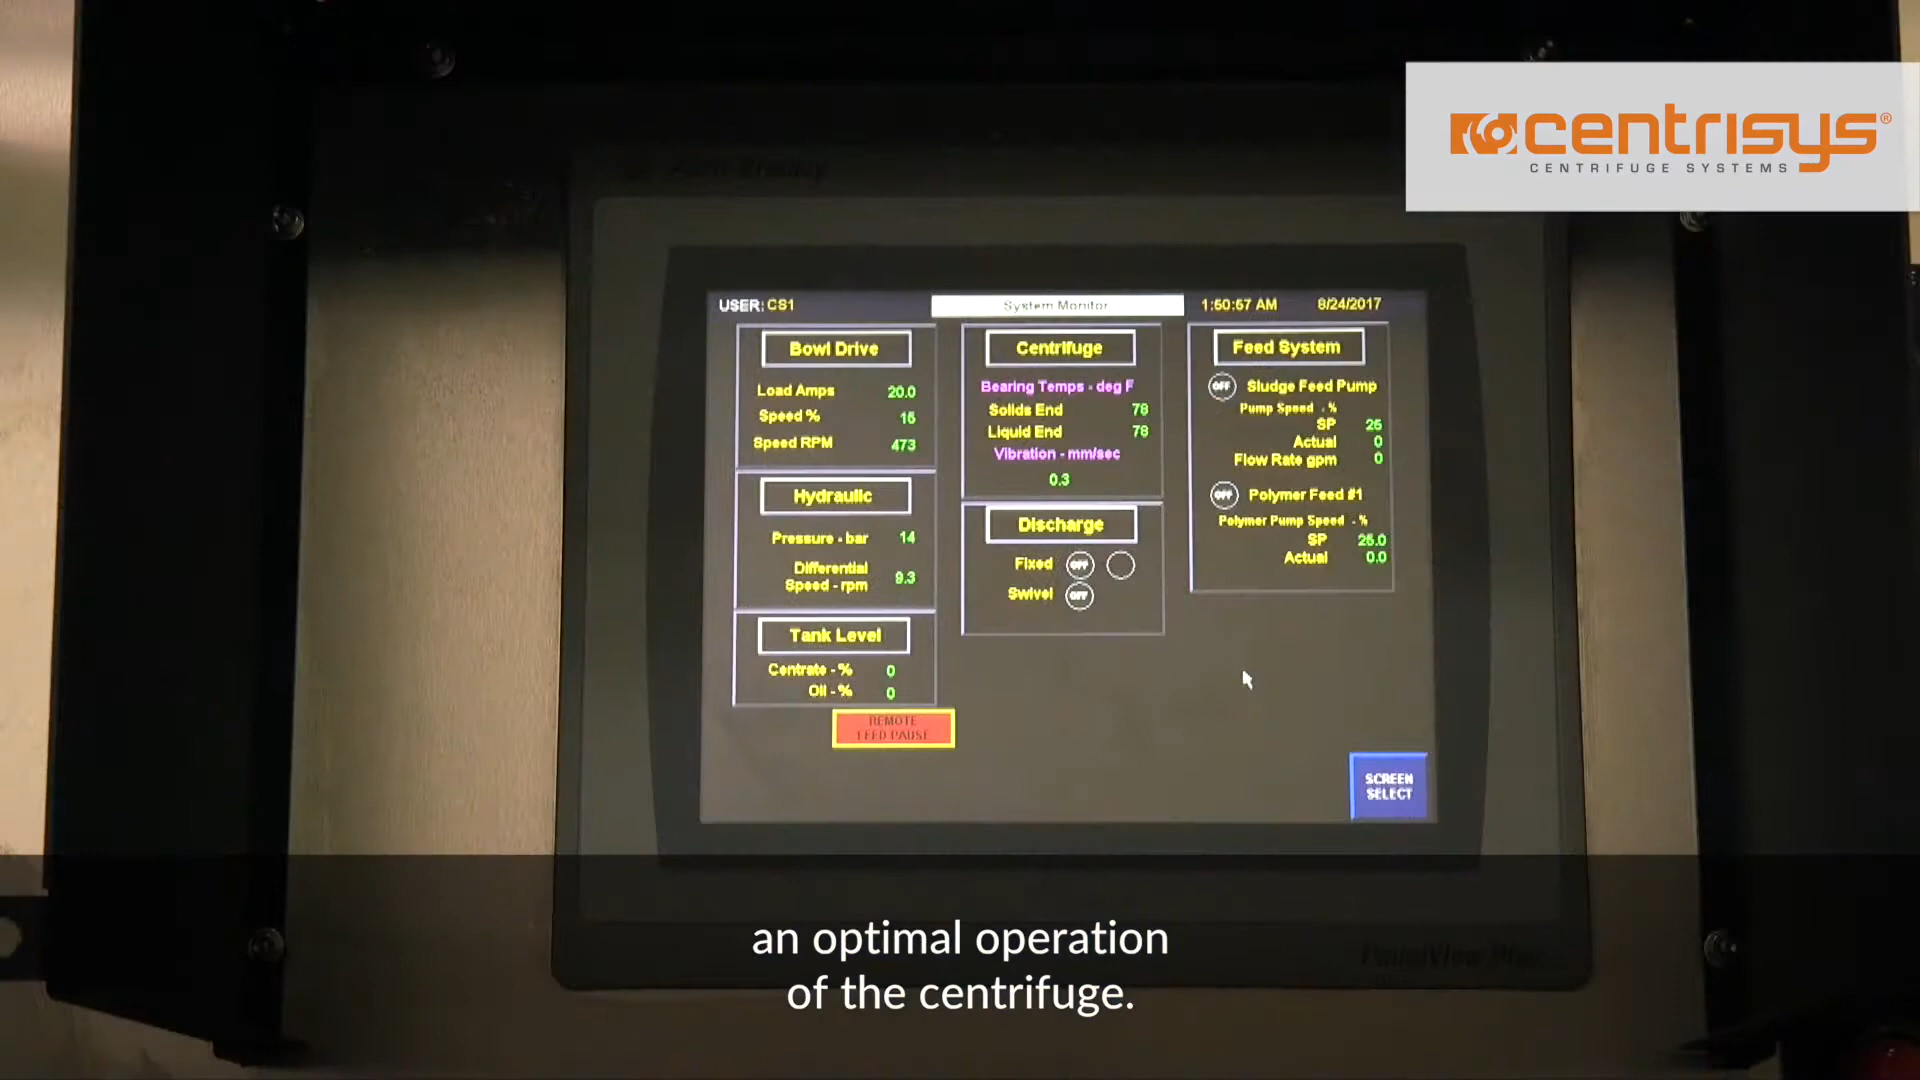 centrisys®
CENTRIFUGE SYSTEMS
Allen-Bradley
USER: CS1
System Monitor
1:50:57 AM
8/24/2017
Bowl Drive
Load Amps 20.0
Speed % 15
Speed RPM 473
Hydraulic
Pressure - bar 14
Differential
Speed - rpm 9.3
Tank Level
Centrate - % 0
Oil - % 0
REMOTE
FEED PAUSE
Centrifuge
Bearing Temps - deg F
Solids End 78
Liquid End 78
Vibration - mm/sec
0.3
Discharge
Fixed OFF
Swivel OFF
Feed System
OFF Sludge Feed Pump
Pump Speed - %
SP 25
Actual 0
Flow Rate gpm 0
OFF Polymer Feed #1
Polymer Pump Speed - %
SP 25.0
Actual 0.0
SCREEN
SELECT
PanelView Plus
an optimal operation
of the centrifuge.